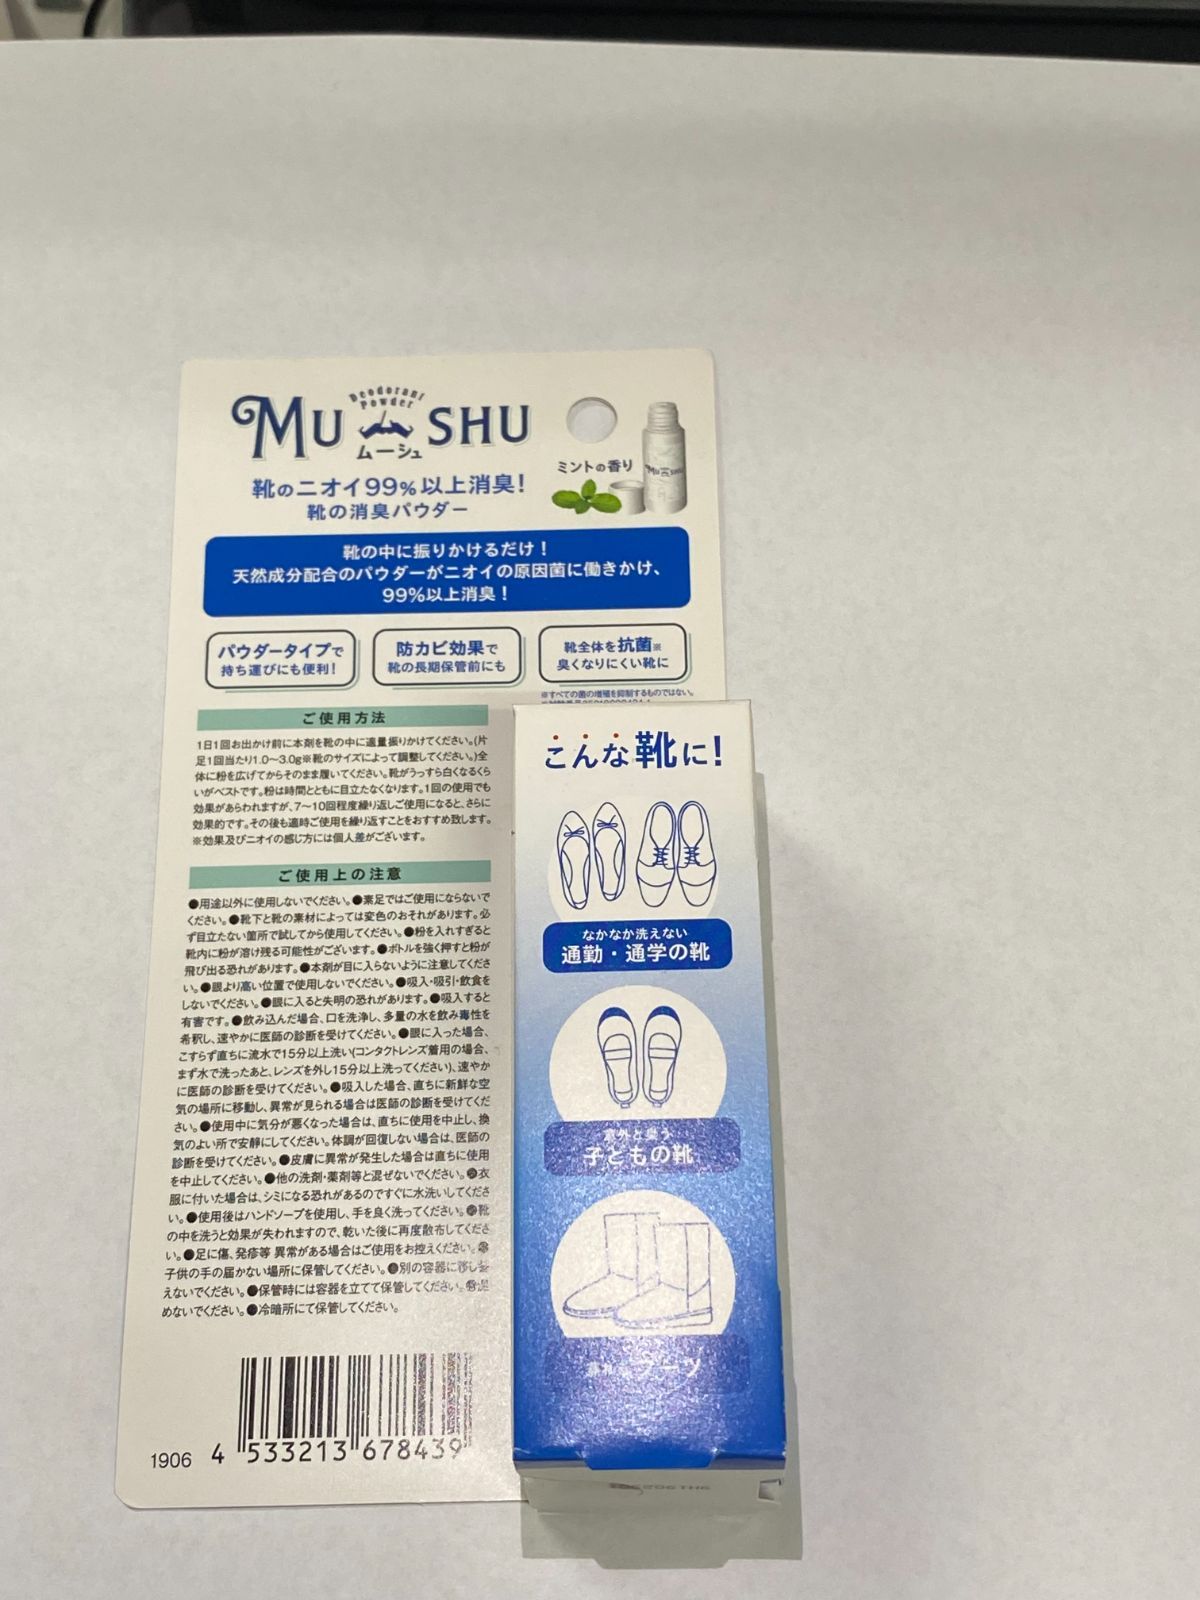 MU SHU
Deodorant
Powder
ムーシュ
ミントの香り
MU SHU
靴のニオイ99%以上消臭!
靴の消臭パウダー
靴の中に振りかけるだけ!
天然成分配合のパウダーがニオイの原因菌に働きかけ、
99%以上消臭!
パウダータイプで
持ち運びにも便利!
防カビ効果で
靴の長期保管前にも
靴全体を抗菌※
臭くなりにくい靴に
※すべての菌の増殖を抑制するものではない。
ご使用方法
1日1回お出かけ前に本剤を靴の中に適量振りかけてください。(片
足1回当たり1.0〜3.0g※靴のサイズによって調整してください。)全
体に粉を広げてからそのまま履いてください。靴がうっすら白くなるくら
いがベストです。粉は時間とともに目立たなくなります。1回の使用でも
効果があらわれますが、7〜10回程度繰り返しご使用になると、さらに
効果的です。その後も適時ご使用を繰り返すことをおすすめ致します。
※効果及びニオイの感じ方には個人差がございます。
ご使用上の注意
●用途以外に使用しないでください。●素足ではご使用にならないで
ください。●靴下と靴の素材によっては変色のおそれがあります。必
ず目立たない箇所で試してから使用してください。●粉を入れすぎると
靴内に粉が溶け残る可能性がございます。●ボトルを強く押すと粉が
飛び出る恐れがあります。●本剤が目に入らないように注意してくださ
い。●眼より高い位置で使用しないでください。●吸入・吸引・飲食を
しないでください。●眼に入ると失明の恐れがあります。●吸入すると
有害です。●飲み込んだ場合、口を洗浄し、多量の水を飲み毒性を
希釈し、速やかに医師の診断を受けてください。●眼に入った場合、
こすらず直ちに流水で15分以上洗い(コンタクトレンズ着用の場合、
まず水で洗ったあと、レンズを外し15分以上洗ってください)、速やか
に医師の診断を受けてください。●吸入した場合、直ちに新鮮な空
気の場所に移動し、異常が見られる場合は医師の診断を受けてくだ
さい。●使用中に気分が悪くなった場合は、直ちに使用を中止し、換
気のよい所で安静にしてください。体調が回復しない場合は、医師の
診断を受けてください。●皮膚に異常が発生した場合は直ちに使用
を中止してください。●他の洗剤・薬剤等と混ぜないでください。●衣
服に付いた場合は、シミになる恐れがあるのですぐに水洗いしてくださ
い。●使用後はハンドソープを使用し、手を良く洗ってください。●靴
の中を洗うと効果が失われますので、乾いた後に再度散布してくださ
い。●足に傷、発疹等 異常がある場合はご使用をお控えください。●
子供の手の届かない場所に保管してください。●別の容器に移し変
えないでください。●保管時には容器を立てて保管してください。●湿
めないでください。●冷暗所にて保管してください。
1906
4 533213 678439
こんな靴に!
なかなか洗えない
通勤・通学の靴
意外と臭う
子どもの靴
ブーツ